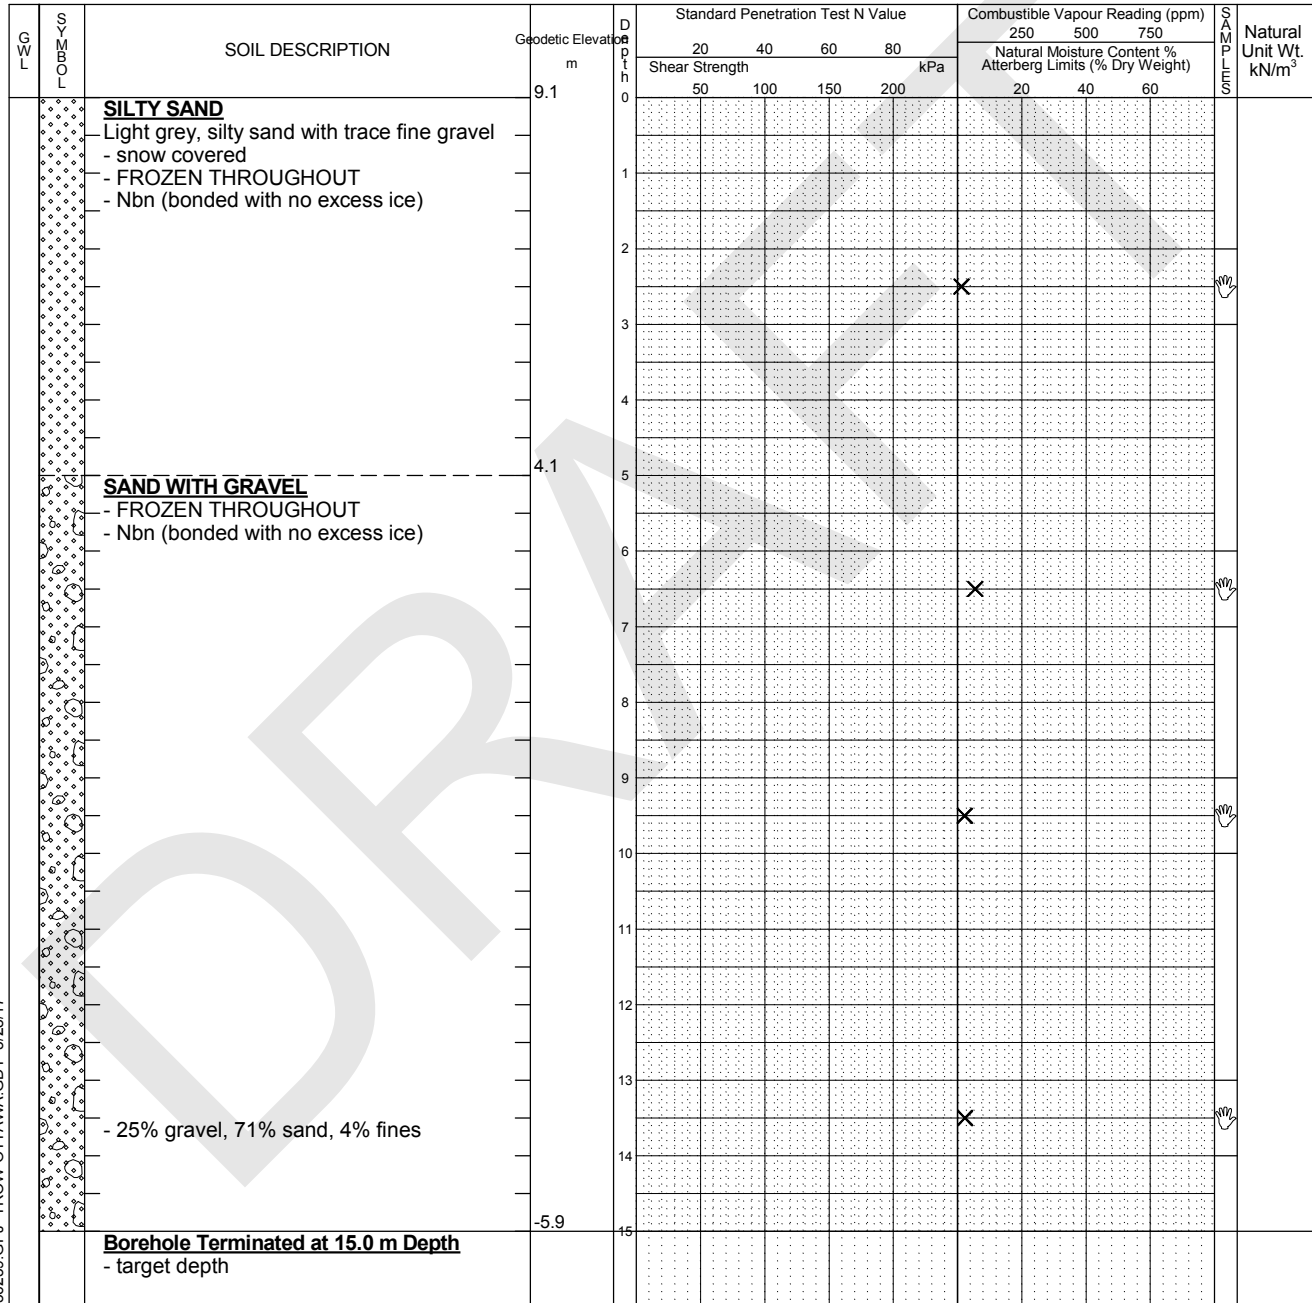 GWL
SYMBOL
SOIL DESCRIPTION
Geodetic Elevation
m
Depth
Standard Penetration Test N Value
20 40 60 80
Shear Strength kPa
50 100 150 200
Combustible Vapour Reading (ppm)
250 500 750
Natural Moisture Content %
Atterberg Limits (% Dry Weight)
20 40 60
SAMPLES
Natural
Unit Wt.
kN/m³
9.1
0
SILTY SAND
Light grey, silty sand with trace fine gravel
- snow covered
- FROZEN THROUGHOUT
- Nbn (bonded with no excess ice)
1
2
3
4
4.1
5
SAND WITH GRAVEL
- FROZEN THROUGHOUT
- Nbn (bonded with no excess ice)
6
7
8
9
10
11
12
13
- 25% gravel, 71% sand, 4% fines
14
-5.9
15
Borehole Terminated at 15.0 m Depth
- target depth
DRAFT